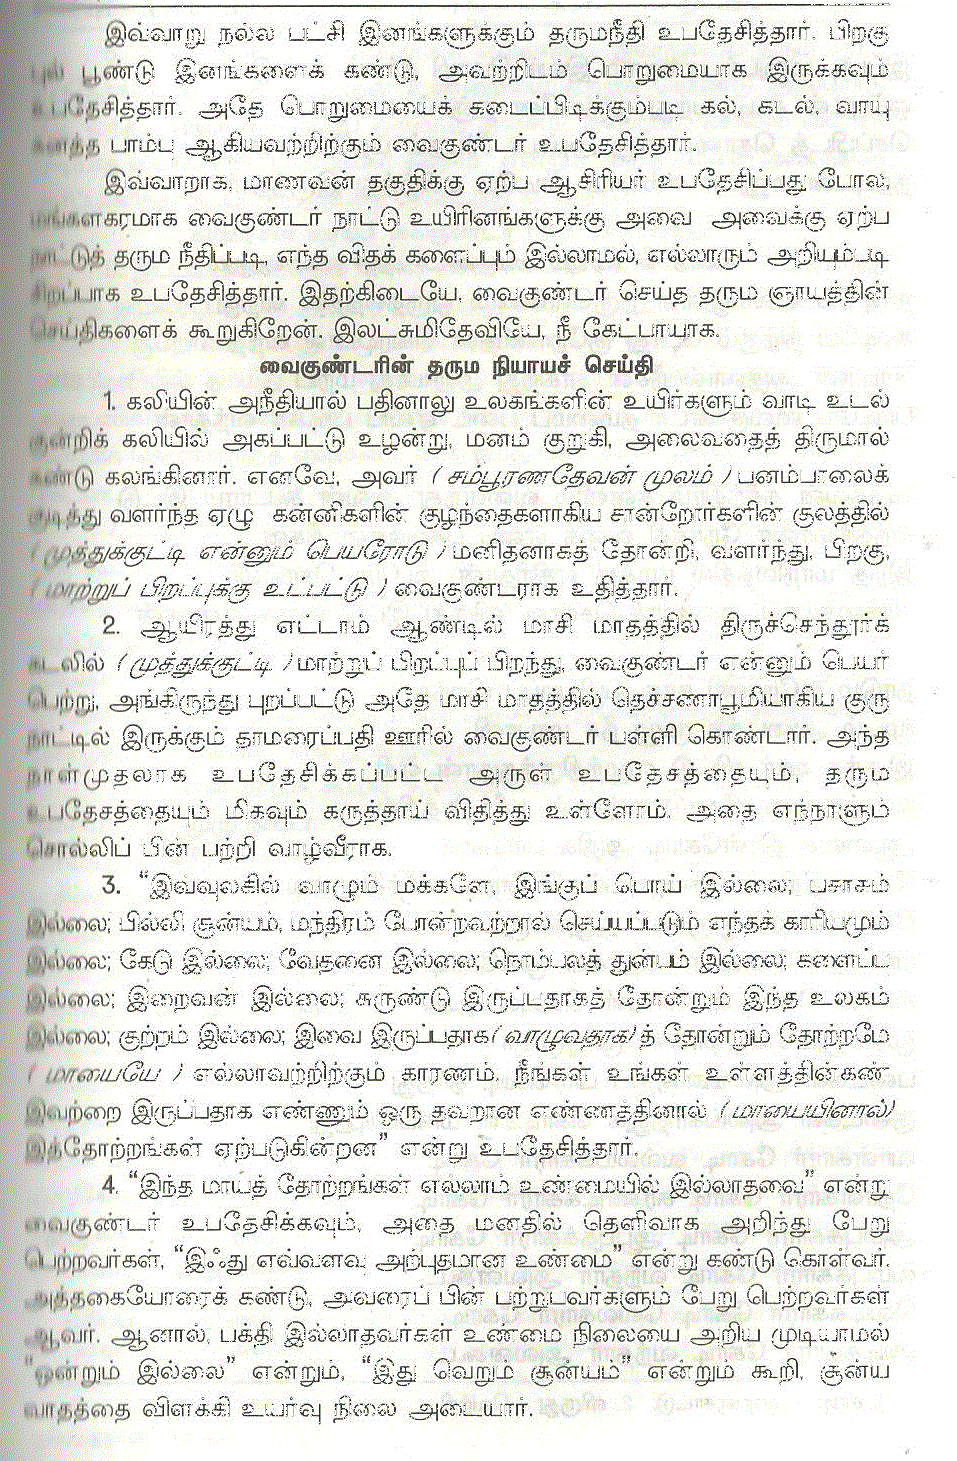 இவ்வாறு நல்ல பட்சி இனங்களுக்கும் தருமநீதி உபதேசித்தார். பிறகு
புல் பூண்டு இனங்களைக் கண்டு, அவற்றிடம் பொறுமையாக இருக்கவும்
உபதேசித்தார். அதே பொறுமையைக் கடைப்பிடிக்கும்படி கல், கடல், வாயு
கனத்த பாம்பு ஆகியவற்றிற்கும் வைகுண்டர் உபதேசித்தார்.
இவ்வாறாக, மாணவன் தகுதிக்கு ஏற்ப ஆசிரியர் உபதேசிப்பது போல,
மங்களகரமாக வைகுண்டர் நாட்டு உயிரினங்களுக்கு அவை அவைக்கு ஏற்ப
நாட்டுத் தரும நீதிப்படி, எந்த விதக் களைப்பும் இல்லாமல், எல்லாரும் அறியும்படி
சிறப்பாக உபதேசித்தார். இதற்கிடையே, வைகுண்டர் செய்த தரும ஞாயத்தின்
செய்திகளைக் கூறுகிறேன். இலட்சுமிதேவியே, நீ கேட்பாயாக.
வைகுண்டரின் தரும நியாயச் செய்தி
1. கலியின் அநீதியால் பதினாலு உலகங்களின் உயிர்களும் வாடி உடல்
குன்றிக் கலியில் அகப்பட்டு உழன்று, மனம் குறுகி, அலைவதைத் திருமால்
கண்டு கலங்கினார். எனவே, அவர் (சம்பூரணதேவன் மூலம்) பனம்பாலைக்
குடித்து வளர்ந்த ஏழு கன்னிகளின் குழந்தைகளாகிய சான்றோர்களின் குலத்தில்
(முத்துக்குட்டி என்னும் பெயரோடு) மனிதனாகத் தோன்றி, வளர்ந்து, பிறகு,
(மாற்றுப் பிறப்புக்கு உட்பட்டு) வைகுண்டராக உதித்தார்.
2. ஆயிரத்து எட்டாம் ஆண்டில் மாசி மாதத்தில் திருச்செந்தூர்க்
கடலில் (முத்துக்குட்டி) மாற்றுப் பிறப்புப் பிறந்து, வைகுண்டர் என்னும் பெயர்
பெற்று, அங்கிருந்து புறப்பட்டு அதே மாசி மாதத்தில் தெச்சணாபூமியாகிய குரு
நாட்டில் இருக்கும் தாமரைப்பதி ஊரில் வைகுண்டர் பள்ளி கொண்டார். அந்த
நாள்முதலாக உபதேசிக்கப்பட்ட அருள் உபதேசத்தையும், தரும
உபதேசத்தையும் மிகவும் கருத்தாய் விதித்து உள்ளோம். அதை எந்நாளும்
சொல்லிப் பின் பற்றி வாழ்வீராக.
3. “இவ்வுலகில் வாழும் மக்களே, இங்குப் பொய் இல்லை; பசாசம்
இல்லை; பில்லி சூன்யம், மந்திரம் போன்றவற்றால் செய்யப்படும் எந்தக் காரியமும்
இல்லை; கேடு இல்லை; வேதனை இல்லை; நொம்பலத் துன்பம் இல்லை; களைப்பு
இல்லை; இறைவன் இல்லை; சுருண்டு இருப்பதாகத் தோன்றும் இந்த உலகம்
இல்லை; குற்றம் இல்லை; இவை இருப்பதாக(வாழுவதாக)த் தோன்றும் தோற்றமே
(மாயையே) எல்லாவற்றிற்கும் காரணம். நீங்கள் உங்கள் உள்ளத்தின்கண்
இவற்றை இருப்பதாக எண்ணும் ஒரு தவறான எண்ணத்தினால் (மாயையினால்)
இத்தோற்றங்கள் ஏற்படுகின்றன” என்று உபதேசித்தார்.
4. “இந்த மாயத் தோற்றங்கள் எல்லாம் உண்மையில் இல்லாதவை” என்று
வைகுண்டர் உபதேசிக்கவும், அதை மனதில் தெளிவாக அறிந்து பேறு
பெற்றவர்கள், “இஃது எவ்வளவு அற்புதமான உண்மை” என்று கண்டு கொள்வர்.
அத்தகையோரைக் கண்டு, அவரைப் பின் பற்றுபவர்களும் பேறு பெற்றவர்கள்
ஆவர். ஆனால், பக்தி இல்லாதவர்கள் உண்மை நிலையை அறிய முடியாமல்
“ஒன்றும் இல்லை” என்றும், “இது வெறும் சூன்யம்” என்றும் கூறி, சூன்ய
வாதத்தை விளக்கி உயர்வு நிலை அடையார்.